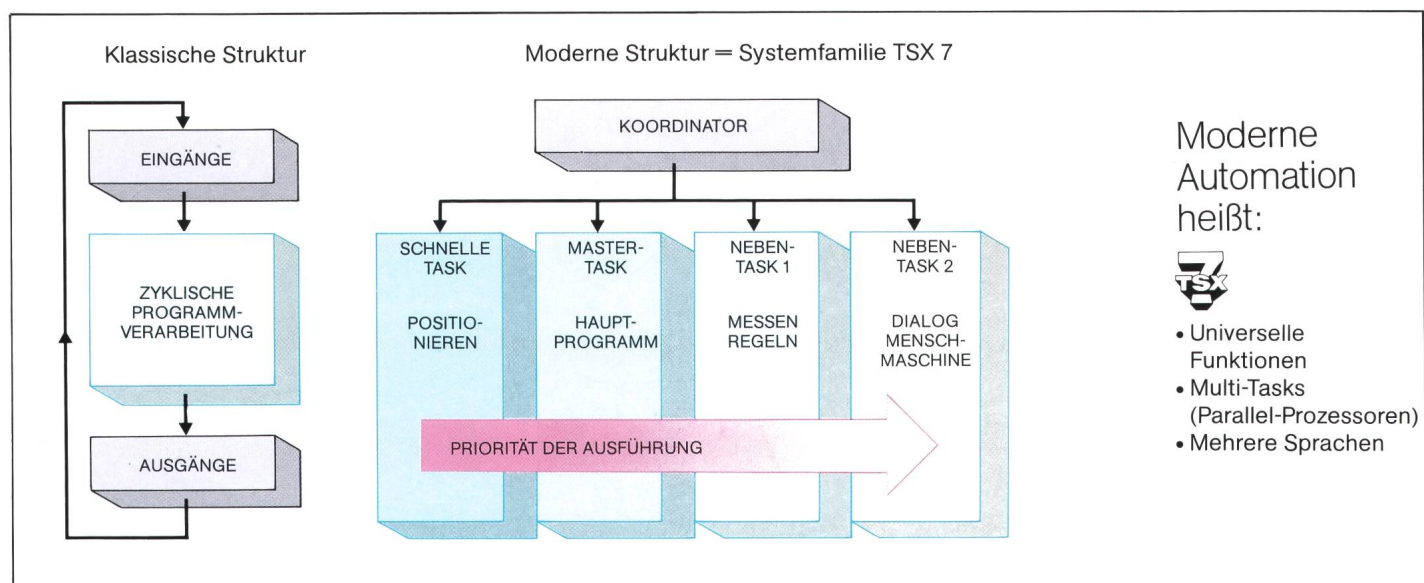 Klassische Struktur
EINGÄNGE
ZYKLISCHE
PROGRAMM-
VERARBEITUNG
AUSGÄNGE
Moderne Struktur = Systemfamilie TSX 7
KOORDINATOR
SCHNELLE
TASK
POSITIO-
NIEREN
MASTER-
TASK
HAUPT-
PROGRAMM
NEBEN-
TASK 1
MESSEN
REGELN
NEBEN-
TASK 2
DIALOG
MENSCH-
MASCHINE
PRIORITÄT DER AUSFÜHRUNG
Moderne
Automation
heißt:
7
TSX
• Universelle
Funktionen
• Multi-Tasks
(Parallel-Prozessoren)
• Mehrere Sprachen